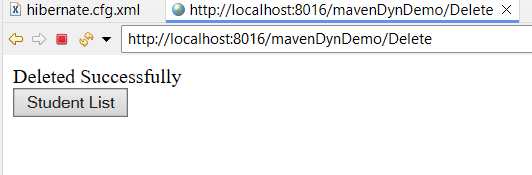 hibernate.cfg.xml
http://localhost:8016/mavenDynDemo/Delete
http://localhost:8016/mavenDynDemo/Delete
Deleted Successfully
Student List